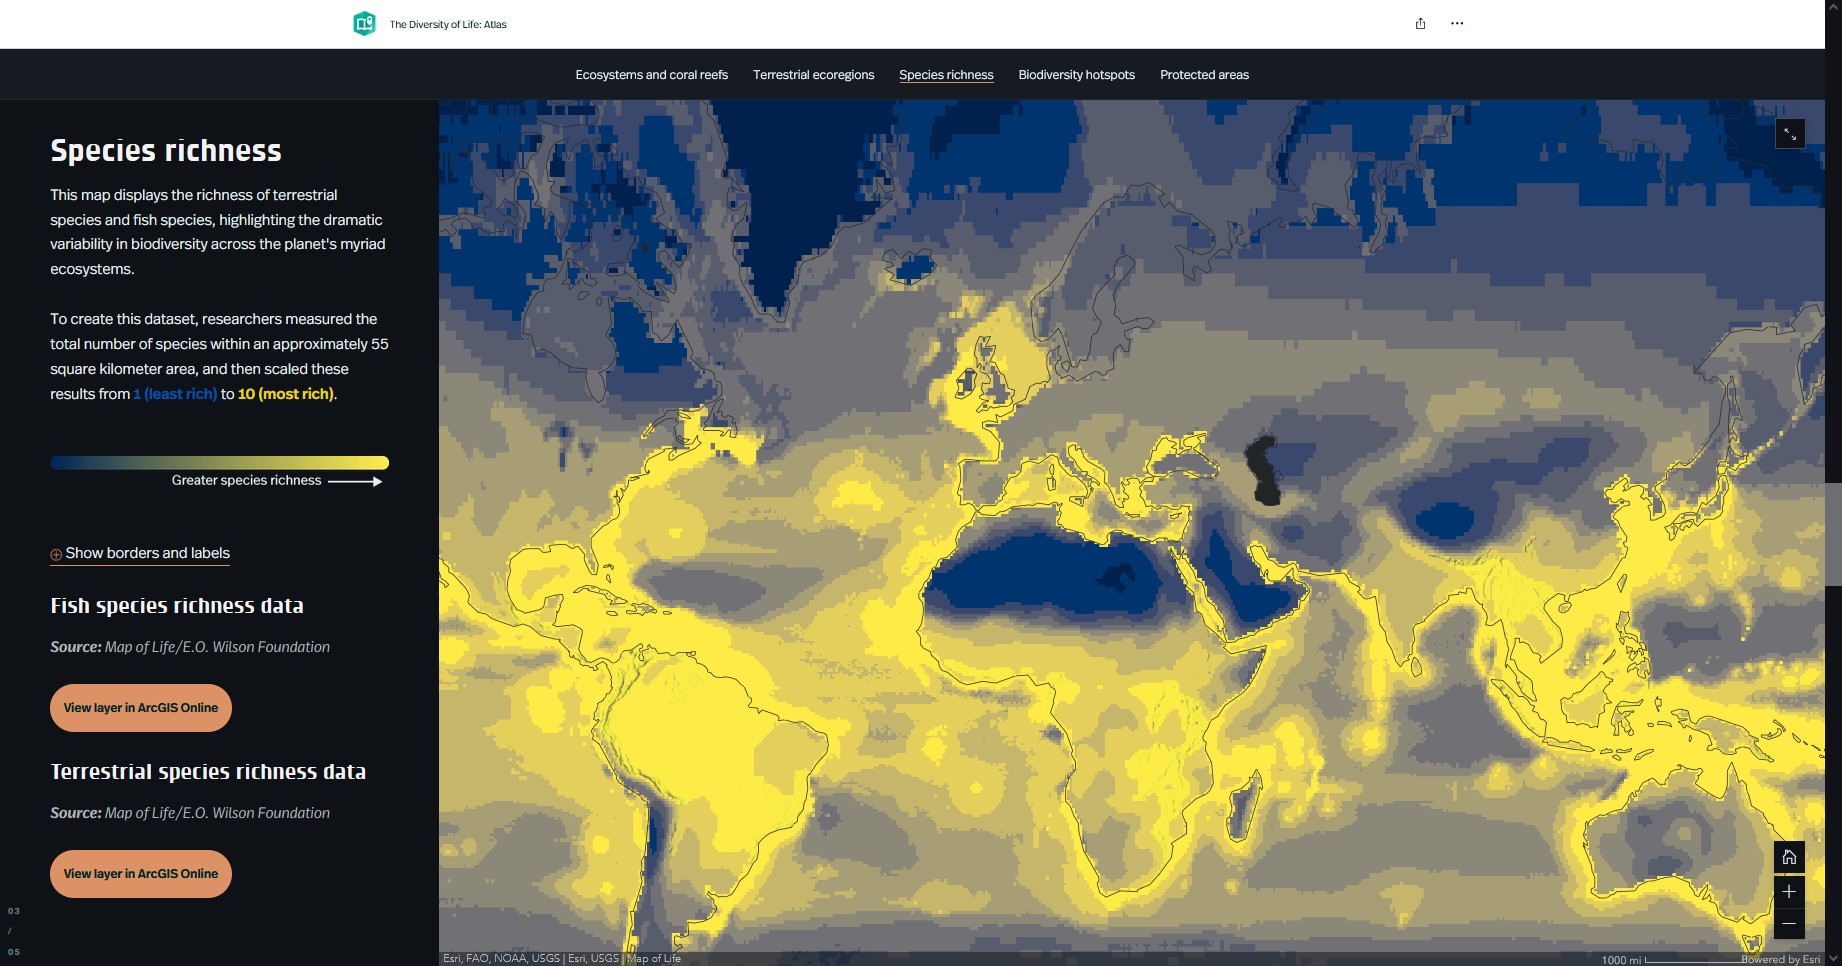 The Diversity of Life: Atlas
Ecosystems and coral reefs
Terrestrial ecoregions
Species richness
Biodiversity hotspots
Protected areas
Species richness
This map displays the richness of terrestrial
species and fish species, highlighting the dramatic
variability in biodiversity across the planet's myriad
ecosystems.
To create this dataset, researchers measured the
total number of species within an approximately 55
square kilometer area, and then scaled these
results from 1 (least rich) to 10 (most rich).
Greater species richness
Show borders and labels
Fish species richness data
Source: Map of Life/E.O. Wilson Foundation
View layer in ArcGIS Online
Terrestrial species richness data
Source: Map of Life/E.O. Wilson Foundation
View layer in ArcGIS Online
03
/
05
Esri, FAO, NOAA, USGS | Esri, USGS | Map of Life
1000 mi
Powered by Esri